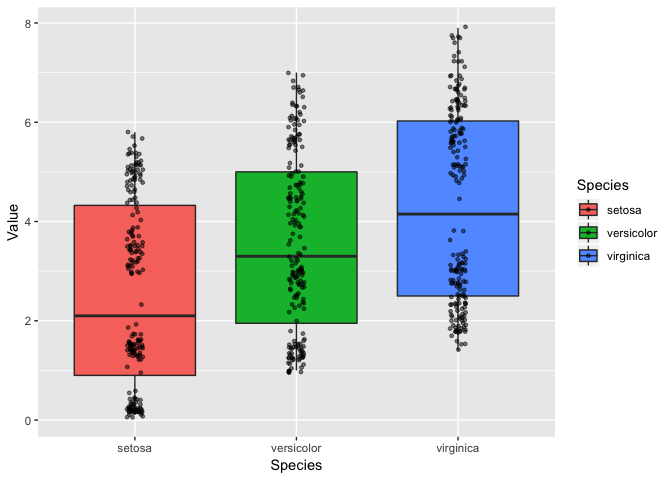 8
6
4
2
0
Value
setosa
versicolor
virginica
Species
Species
setosa
versicolor
virginica